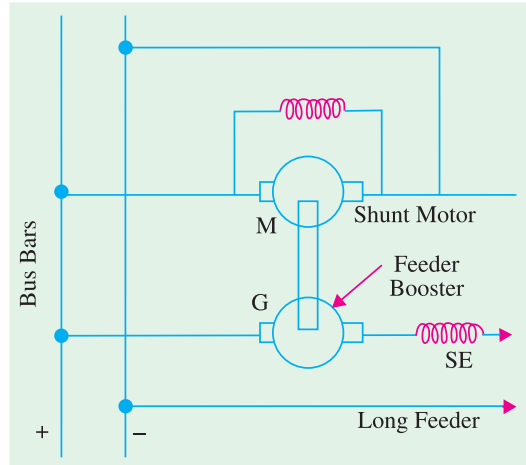 M
Shunt Motor
Feeder
Booster
G
SE
Bus Bars
Long Feeder
+
–